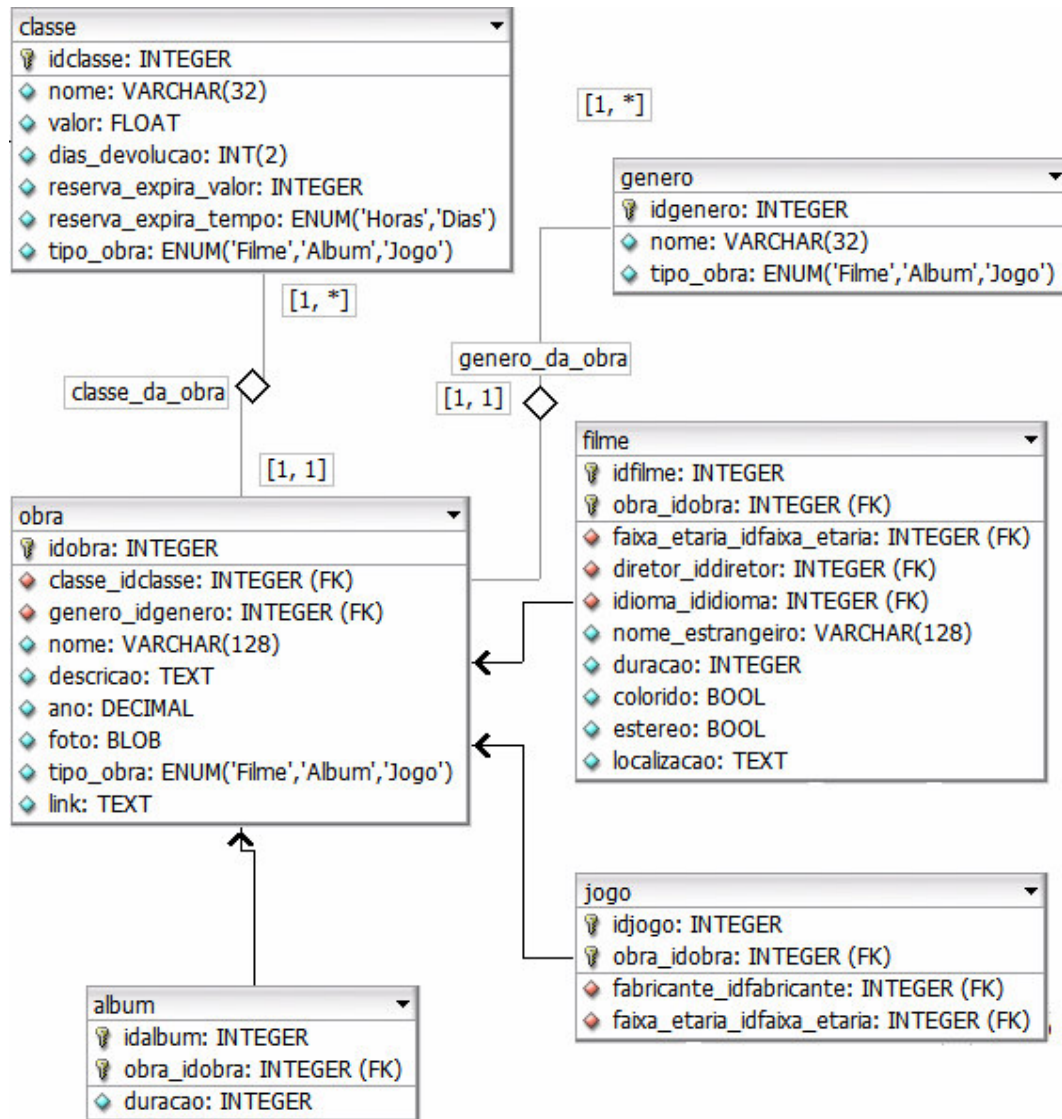 classe
idclasse: INTEGER
nome: VARCHAR(32)
valor: FLOAT
dias_devolucao: INT(2)
reserva_expira_valor: INTEGER
reserva_expira_tempo: ENUM('Horas','Dias')
tipo_obra: ENUM('Filme','Album','Jogo')
[1, *]
genero
idgenero: INTEGER
nome: VARCHAR(32)
tipo_obra: ENUM('Filme','Album','Jogo')
[1, *]
genero_da_obra
[1, 1]
classe_da_obra
[1, 1]
obra
idobra: INTEGER
classe_idclasse: INTEGER (FK)
genero_idgenero: INTEGER (FK)
nome: VARCHAR(128)
descricao: TEXT
ano: DECIMAL
foto: BLOB
tipo_obra: ENUM('Filme','Album','Jogo')
link: TEXT
filme
idfilme: INTEGER
obra_idobra: INTEGER (FK)
faixa_etaria_idfaixa_etaria: INTEGER (FK)
diretor_iddiretor: INTEGER (FK)
idioma_ididioma: INTEGER (FK)
nome_estrangeiro: VARCHAR(128)
duracao: INTEGER
colorido: BOOL
estereo: BOOL
localizacao: TEXT
jogo
idjogo: INTEGER
obra_idobra: INTEGER (FK)
fabricante_idfabricante: INTEGER (FK)
faixa_etaria_idfaixa_etaria: INTEGER (FK)
album
idalbum: INTEGER
obra_idobra: INTEGER (FK)
duracao: INTEGER